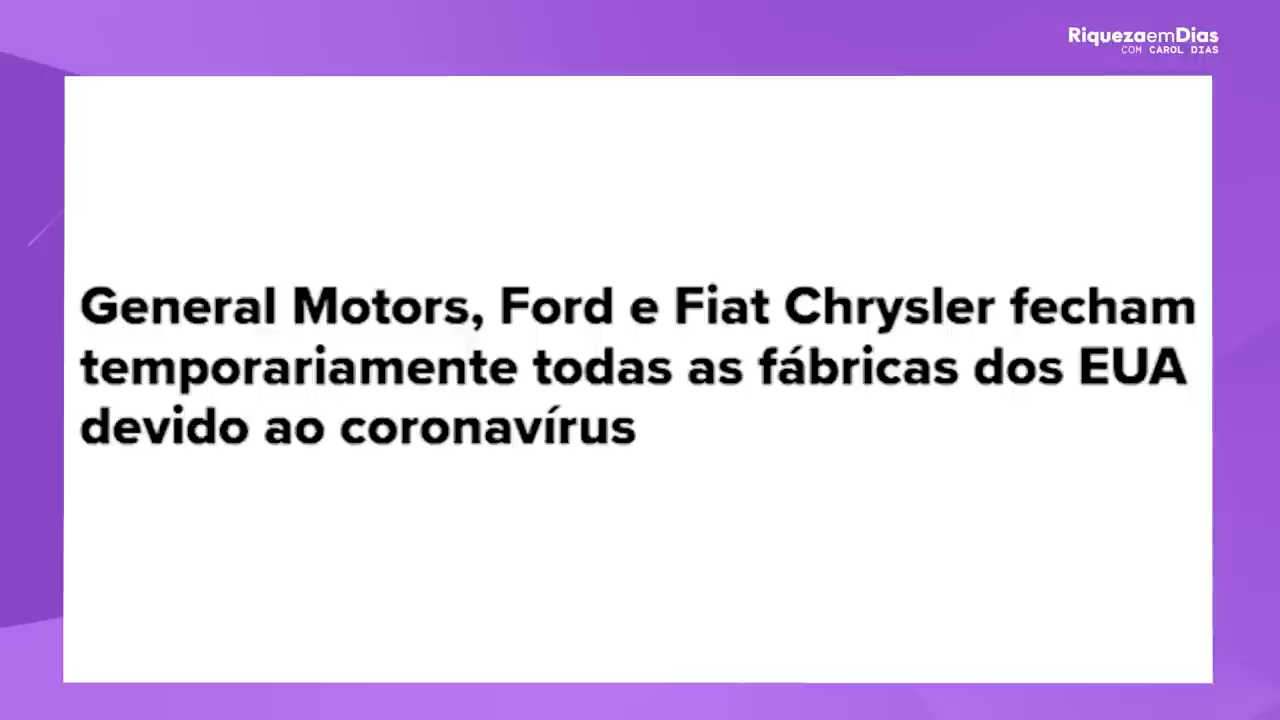 RiquezaemDias
COM CAROL DIAS
General Motors, Ford e Fiat Chrysler fecham
temporariamente todas as fábricas dos EUA
devido ao coronavírus